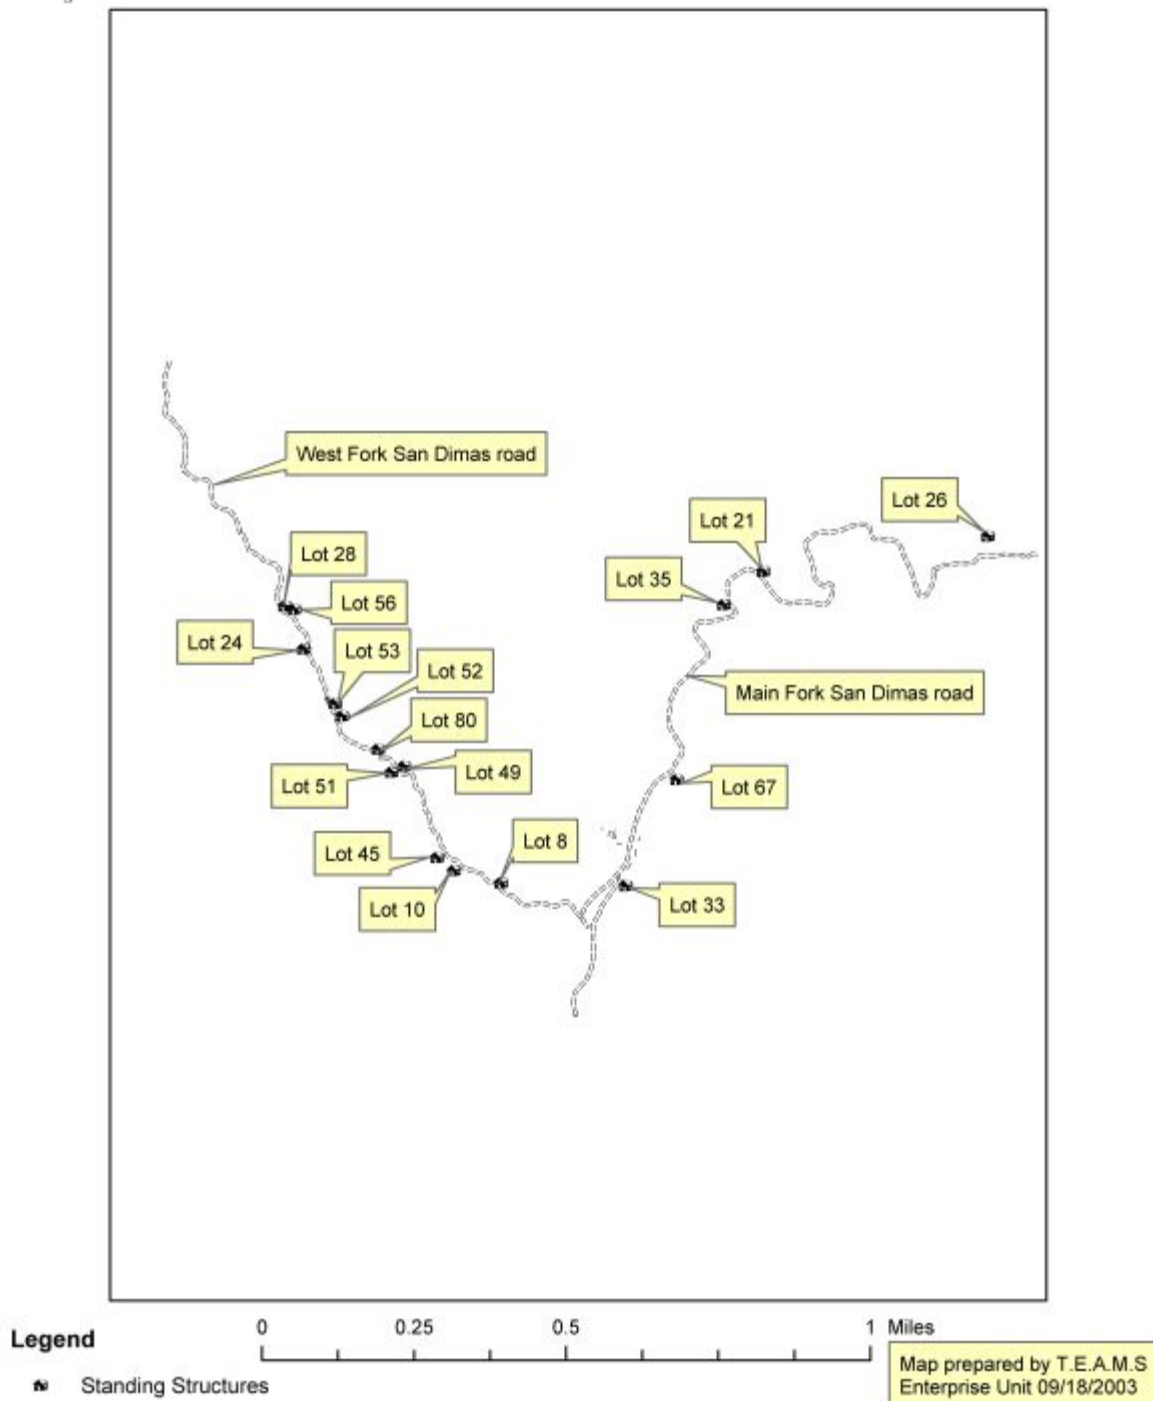 West Fork San Dimas road
Lot 26
Lot 21
Lot 28
Lot 35
Lot 56
Lot 24
Lot 53
Lot 52
Main Fork San Dimas road
Lot 80
Lot 49
Lot 51
Lot 67
Lot 8
Lot 45
Lot 10
Lot 33
Legend
0 0.25 0.5 1 Miles
Standing Structures
Map prepared by T.E.A.M.S
Enterprise Unit 09/18/2003